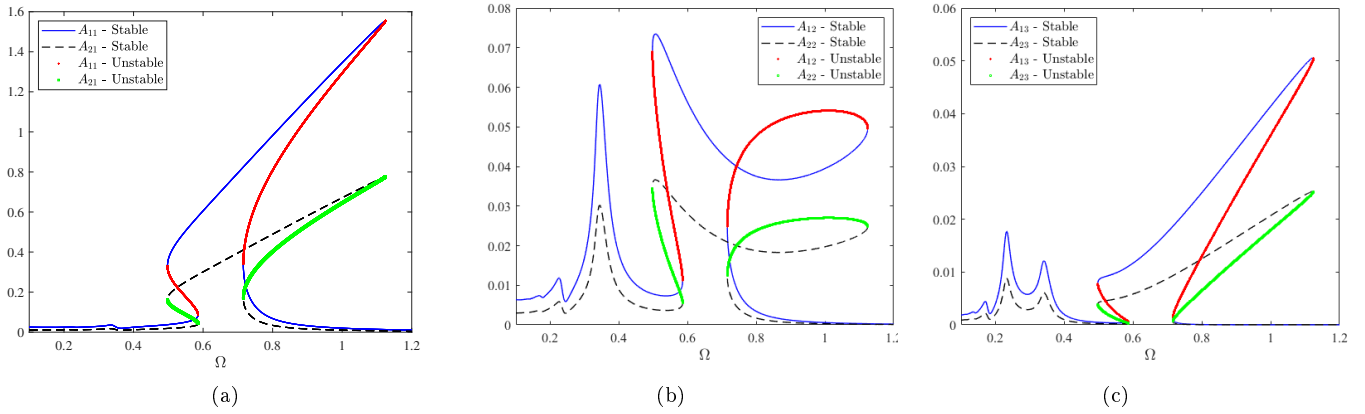 A₁₁ - Stable
A₂₁ - Stable
A₁₁ - Unstable
A₂₁ - Unstable
1.6
1.4
1.2
1
0.8
0.6
0.4
0.2
0
0.2 0.4 0.6 0.8 1 1.2
Ω
(a)
A₁₂ - Stable
A₂₂ - Stable
A₁₂ - Unstable
A₂₂ - Unstable
0.08
0.07
0.06
0.05
0.04
0.03
0.02
0.01
0
0.2 0.4 0.6 0.8 1 1.2
Ω
(b)
A₁₃ - Stable
A₂₃ - Stable
A₁₃ - Unstable
A₂₃ - Unstable
0.06
0.05
0.04
0.03
0.02
0.01
0
0.2 0.4 0.6 0.8 1 1.2
Ω
(c)